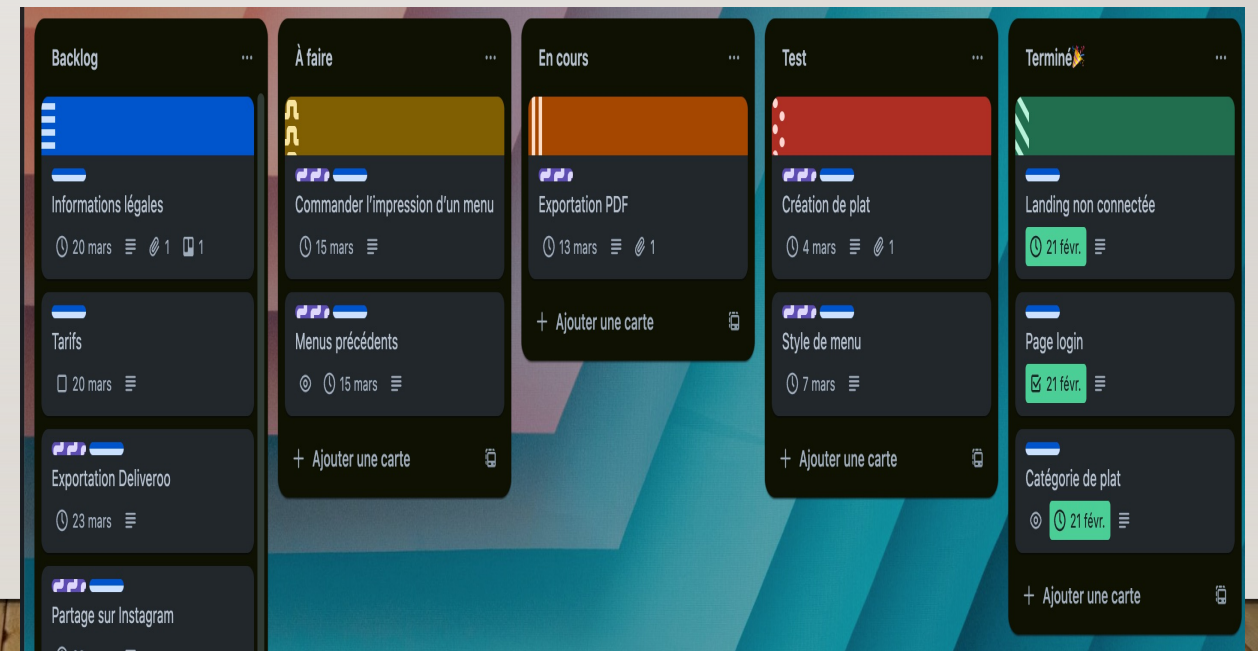 Backlog
Informations légales
20 mars 1 1
Tarifs
20 mars
Exportation Deliveroo
23 mars
Partage sur Instagram
À faire
Commander l'impression d'un menu
15 mars
Menus précédents
15 mars
+ Ajouter une carte
En cours
Exportation PDF
13 mars 1
+ Ajouter une carte
Test
Création de plat
4 mars 1
Style de menu
7 mars
+ Ajouter une carte
Terminé🎉
Landing non connectée
21 févr.
Page login
21 févr.
Catégorie de plat
21 févr.
+ Ajouter une carte